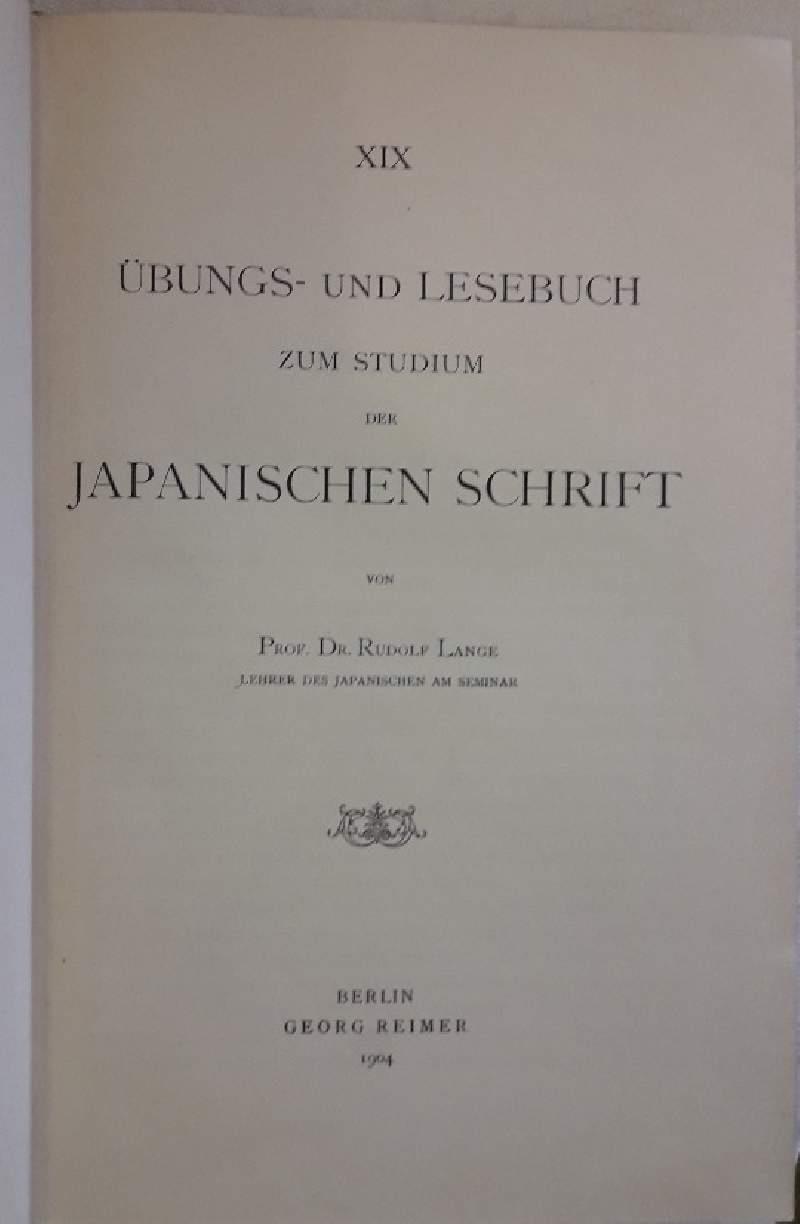 XIX
ÜBUNGS- UND LESEBUCH
ZUM STUDIUM
DER
JAPANISCHEN SCHRIFT
VON
PROF. DR. RUDOLF LANGE
LEHRER DES JAPANISCHEN AM SEMINAR
BERLIN
GEORG REIMER
1904